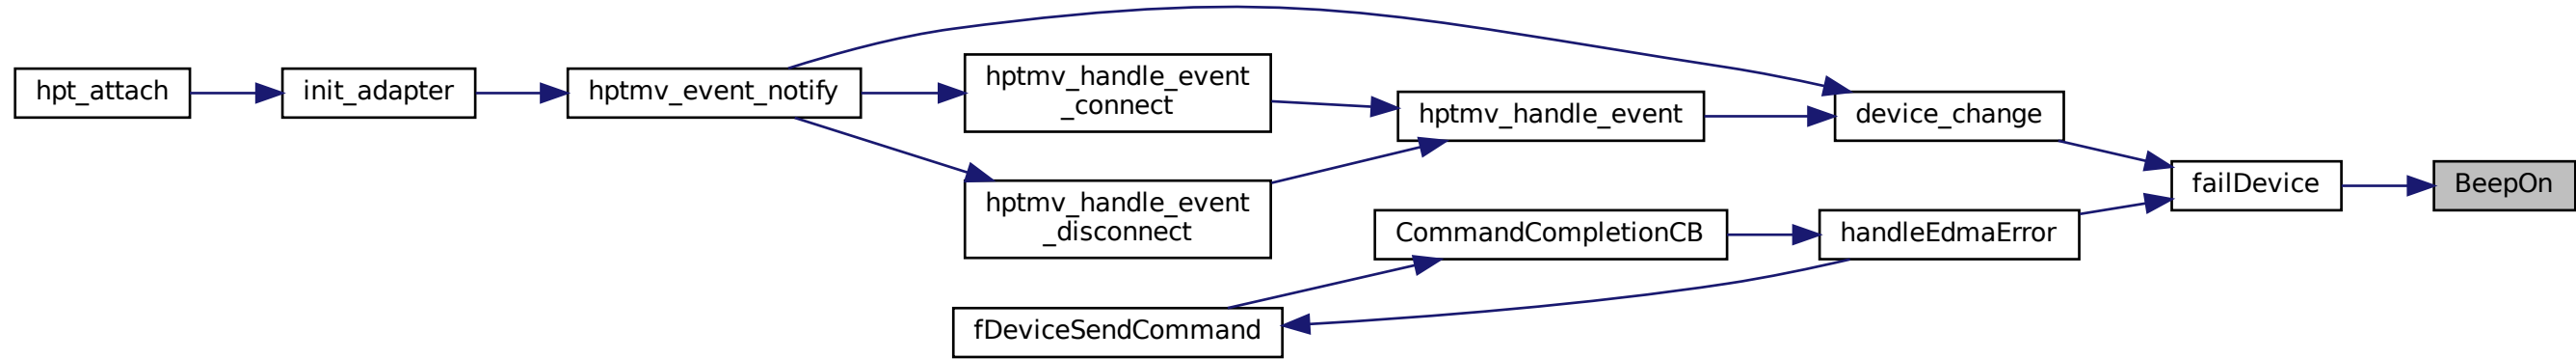 hpt_attach
init_adapter
hptmv_event_notify
hptmv_handle_event
_connect
hptmv_handle_event
_disconnect
hptmv_handle_event
device_change
failDevice
BeepOn
CommandCompletionCB
handleEdmaError
fDeviceSendCommand